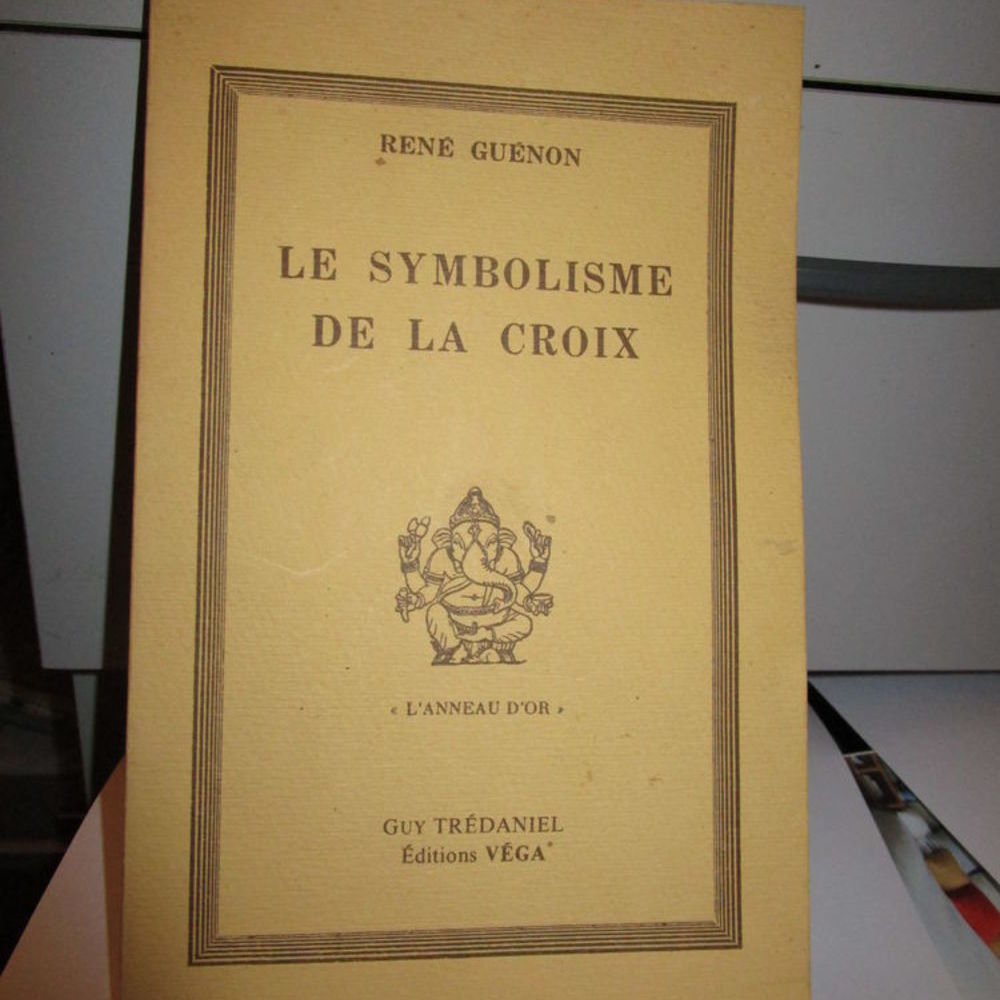 RENÉ GUÉNON
LE SYMBOLISME
DE LA CROIX
« L'ANNEAU D'OR »
GUY TRÉDANIEL
Éditions VÉGA